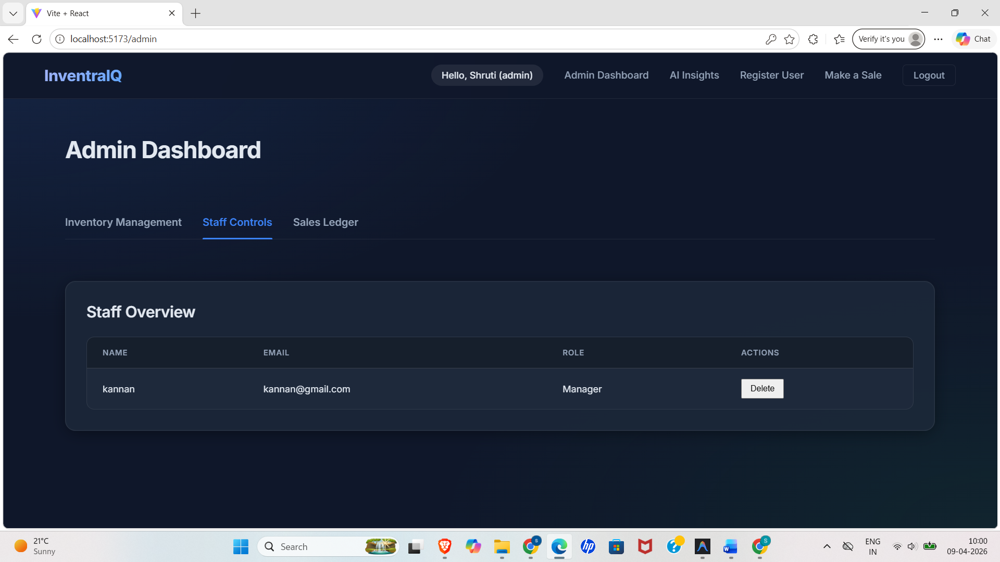 Vite + React
localhost:5173/admin
Verify it's you
Chat
InventraIQ
Hello, Shruti (admin)
Admin Dashboard
AI Insights
Register User
Make a Sale
Logout
Admin Dashboard
Inventory Management
Staff Controls
Sales Ledger
Staff Overview
NAME EMAIL ROLE ACTIONS
kannan kannan@gmail.com Manager Delete
21°C
Sunny
Search
S
hp
?
W
S
ENG
IN
10:00
09-04-2026